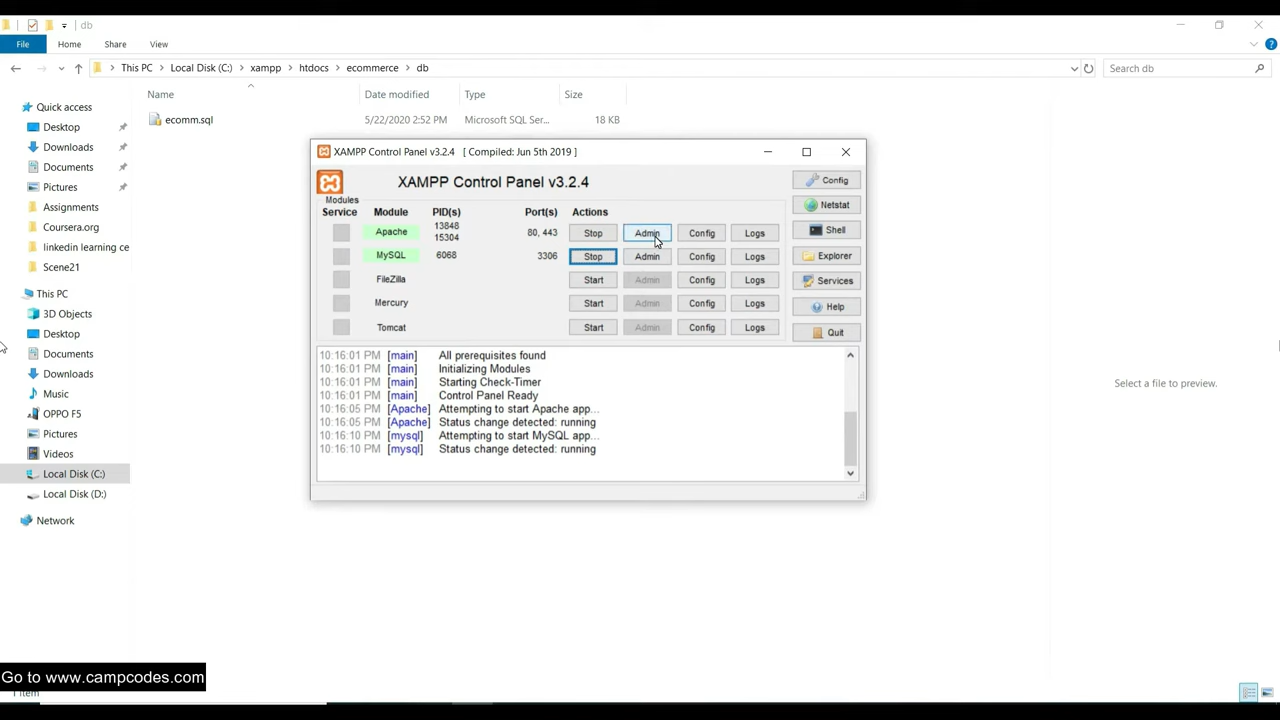 db
File Home Share View
This PC Local Disk (C:) xampp htdocs ecommerce db
Search db
Name Date modified Type Size
ecomm.sql 5/22/2020 2:52 PM Microsoft SQL Ser... 18 KB
Quick access
Desktop
Downloads
Documents
Pictures
Assignments
Coursera.org
linkedin learning ce
Scene21
This PC
3D Objects
Desktop
Documents
Downloads
Music
OPPO F5
Pictures
Videos
Local Disk (C:)
Local Disk (D:)
Network
XAMPP Control Panel v3.2.4 [ Compiled: Jun 5th 2019 ]
XAMPP Control Panel v3.2.4
Config
Netstat
Shell
Explorer
Services
Help
Quit
Modules
Service Module PID(s) Port(s) Actions
Apache 13848 15304 80, 443 Stop Admin Config Logs
MySQL 6068 3306 Stop Admin Config Logs
FileZilla Start Admin Config Logs
Mercury Start Admin Config Logs
Tomcat Start Admin Config Logs
10:16:01 PM [main] All prerequisites found
10:16:01 PM [main] Initializing Modules
10:16:01 PM [main] Starting Check-Timer
10:16:01 PM [main] Control Panel Ready
10:16:05 PM [Apache] Attempting to start Apache app...
10:16:05 PM [Apache] Status change detected: running
10:16:10 PM [mysql] Attempting to start MySQL app...
10:16:10 PM [mysql] Status change detected: running
Select a file to preview.
Go to www.campcodes.com
1 item